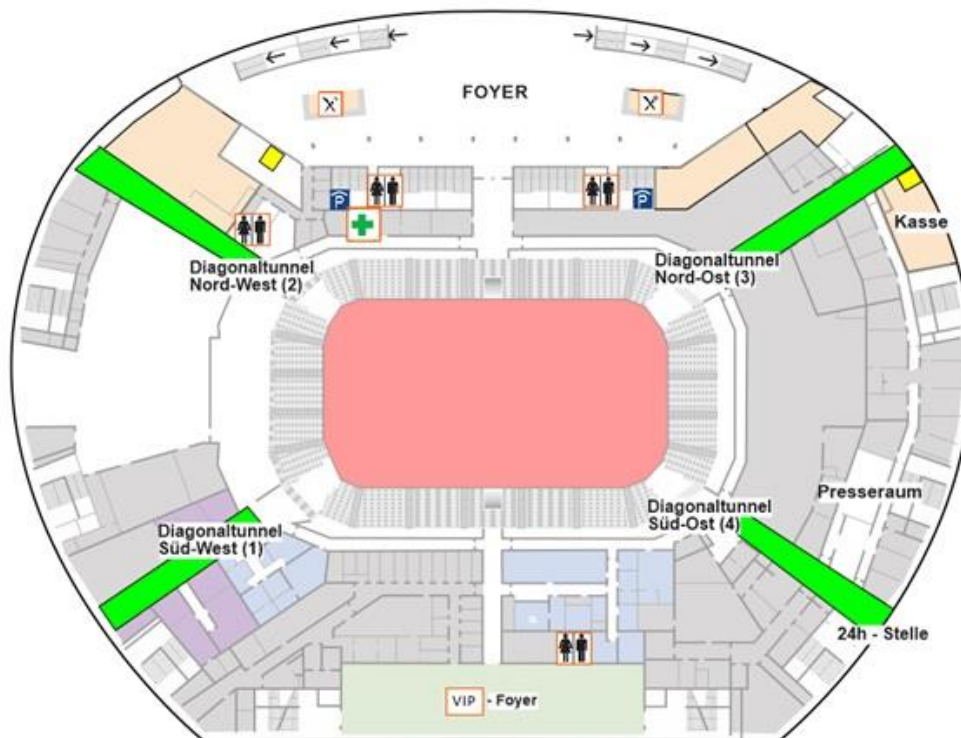 FOYER
P
P
Kasse
Diagonaltunnel
Nord-West (2)
Diagonaltunnel
Nord-Ost (3)
Presseraum
Diagonaltunnel
Süd-Ost (4)
Diagonaltunnel
Süd-West (1)
24h - Stelle
VIP - Foyer